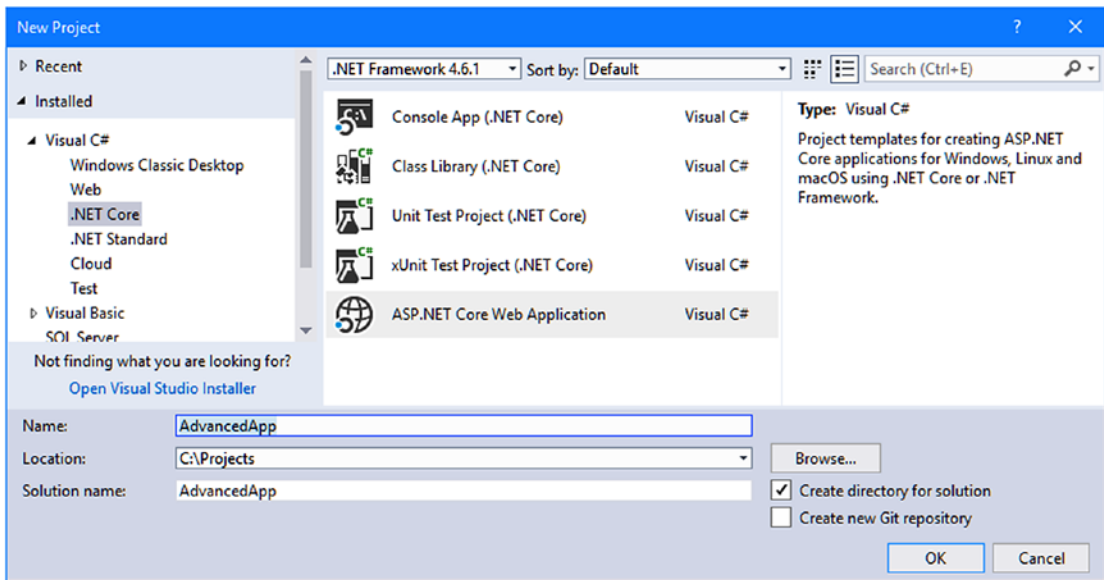 New Project
?
Recent
Installed
Visual C#
Windows Classic Desktop
Web
.NET Core
.NET Standard
Cloud
Test
Visual Basic
SQL Server
Not finding what you are looking for?
Open Visual Studio Installer
.NET Framework 4.6.1
Sort by: Default
Search (Ctrl+E)
Console App (.NET Core) Visual C#
Class Library (.NET Core) Visual C#
Unit Test Project (.NET Core) Visual C#
xUnit Test Project (.NET Core) Visual C#
ASP.NET Core Web Application Visual C#
Type: Visual C#
Project templates for creating ASP.NET
Core applications for Windows, Linux and
macOS using .NET Core or .NET
Framework.
Name: AdvancedApp
Location: C:\Projects
Browse...
Solution name: AdvancedApp
Create directory for solution
Create new Git repository
OK
Cancel